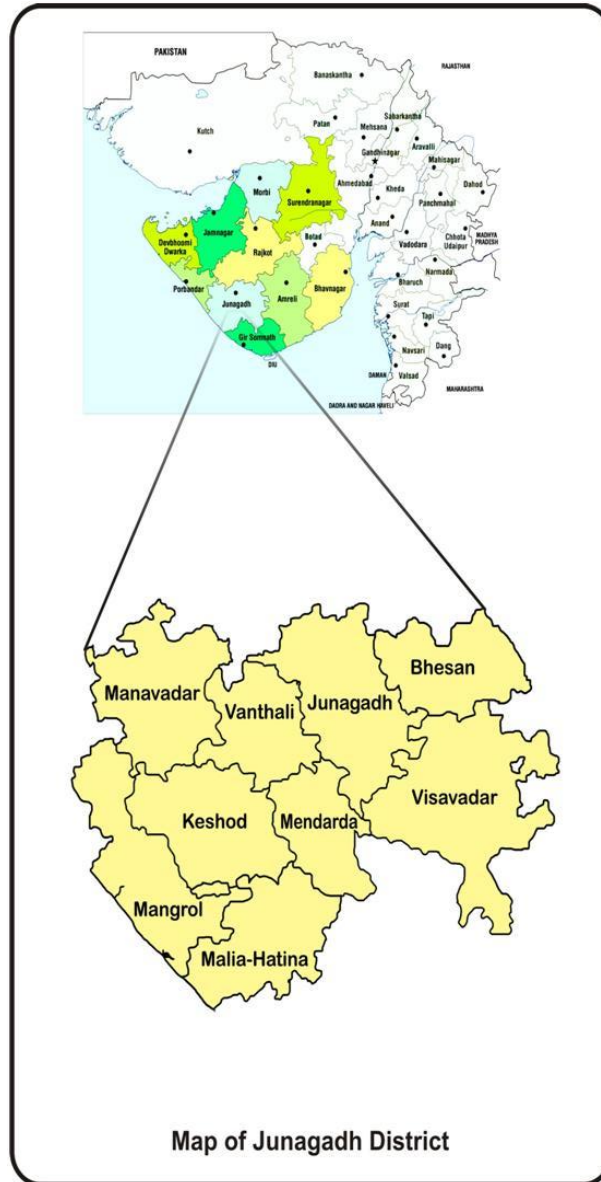 PAKISTAN
RAJASTHAN
Banaskantha
Patan
Sabarkantha
Mehsana
Kutch
Aravalli
Gandhinagar
Mahisagar
Morbi
Ahmedabad
Dahod
Surendranagar
Kheda
Panchmahal
Jamnagar
Anand
Devbhoomi
Dwarka
Botad
Vadodara
Chhota
Udaipur
MADHYA
PRADESH
Rajkot
Narmada
Porbandar
Bharuch
Junagadh
Amreli
Bhavnagar
Surat
Tapi
Gir Somnath
Navsari
Dang
DIU
DAMAN
Valsad
MAHARASHTRA
DADRA AND NAGAR HAVELI
Bhesan
Manavadar
Junagadh
Vanthali
Visavadar
Keshod
Mendarda
Mangrol
Malia-Hatina
Map of Junagadh District